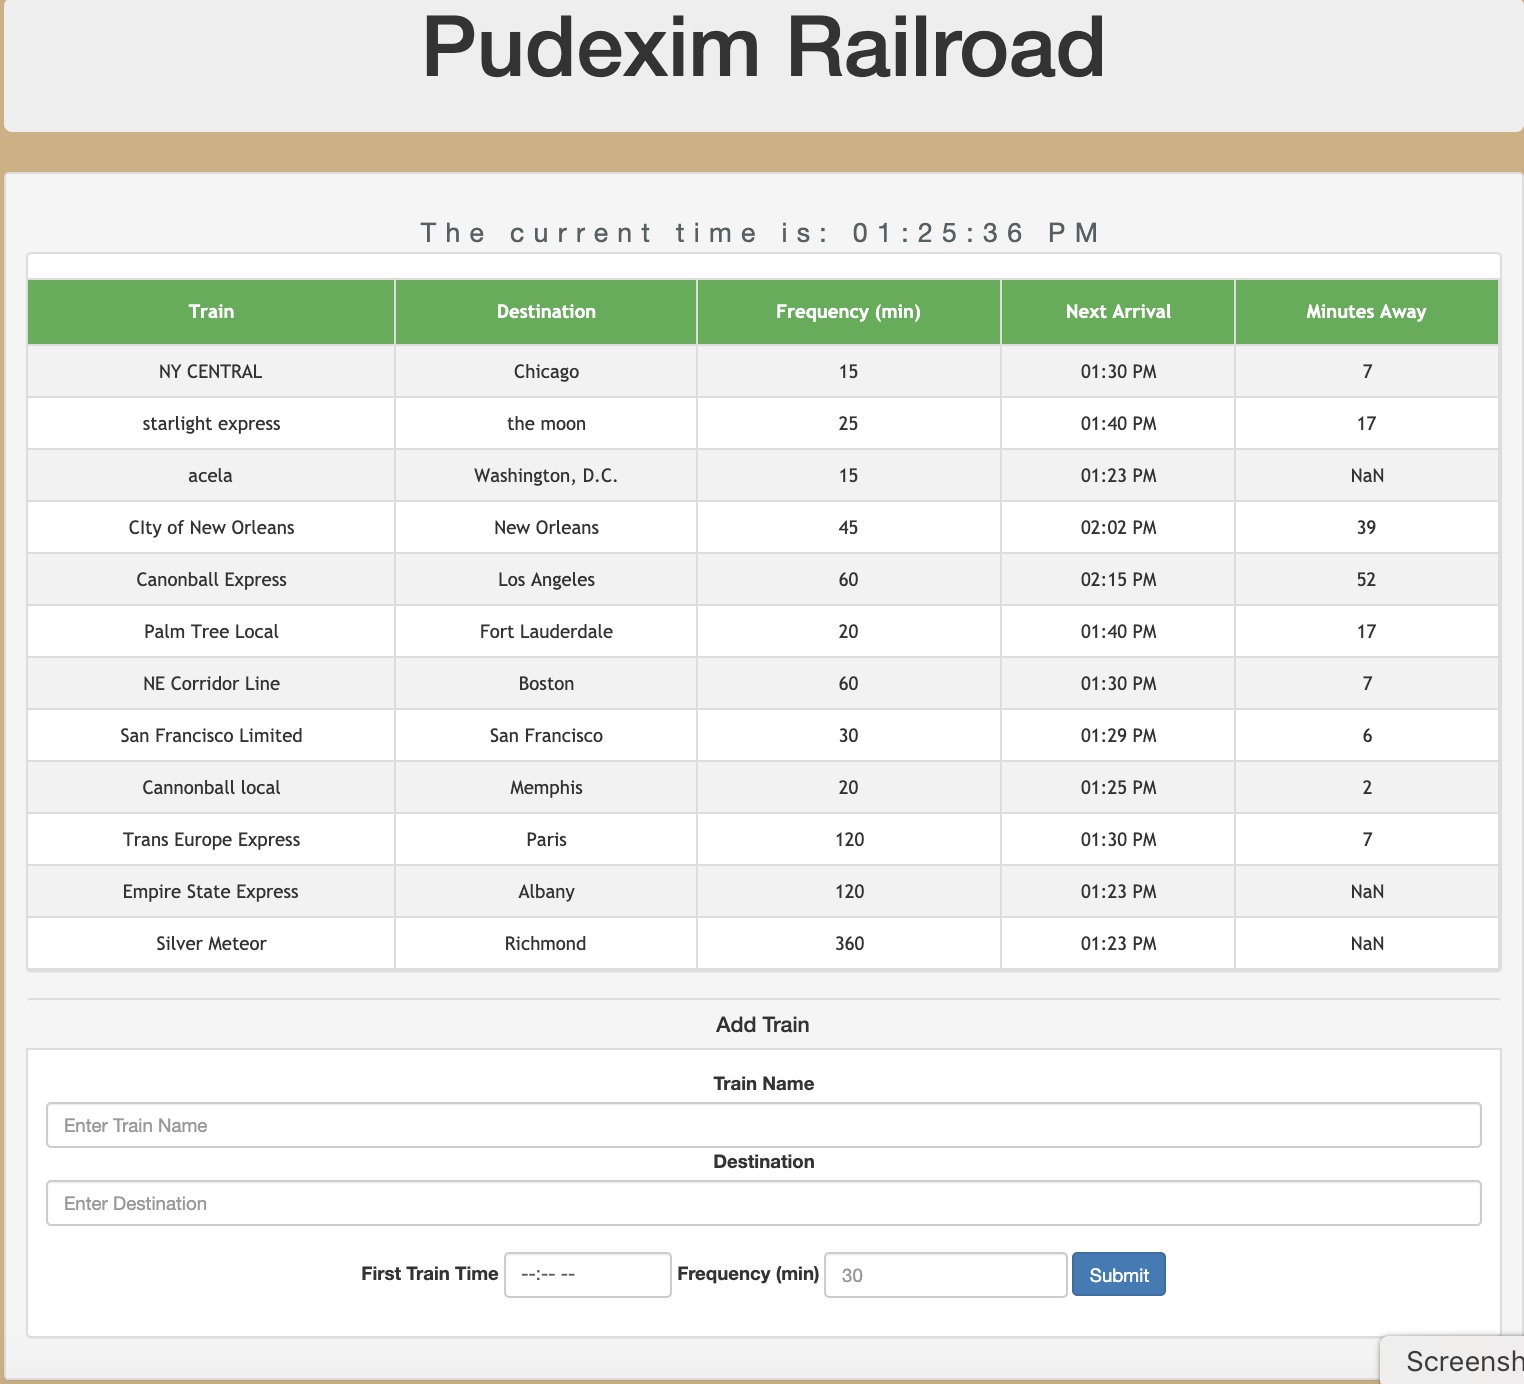 Pudexim Railroad
The current time is: 01:25:36 PM
Train Destination Frequency (min) Next Arrival Minutes Away
NY CENTRAL Chicago 15 01:30 PM 7
starlight express the moon 25 01:40 PM 17
acela Washington, D.C. 15 01:23 PM NaN
CIty of New Orleans New Orleans 45 02:02 PM 39
Canonball Express Los Angeles 60 02:15 PM 52
Palm Tree Local Fort Lauderdale 20 01:40 PM 17
NE Corridor Line Boston 60 01:30 PM 7
San Francisco Limited San Francisco 30 01:29 PM 6
Cannonball local Memphis 20 01:25 PM 2
Trans Europe Express Paris 120 01:30 PM 7
Empire State Express Albany 120 01:23 PM NaN
Silver Meteor Richmond 360 01:23 PM NaN
Add Train
Train Name
Enter Train Name
Destination
Enter Destination
First Train Time --:-- -- Frequency (min) 30 Submit
Screensh